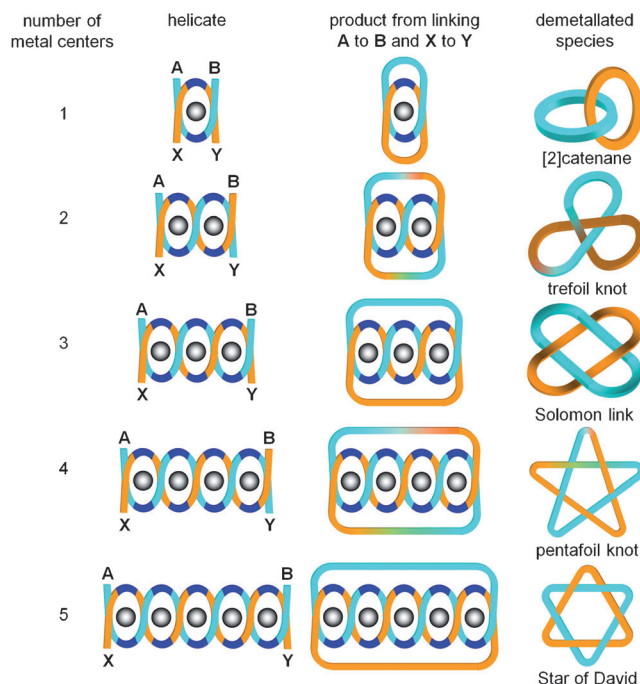 number of metal centers
helicate
product from linking
A to B and X to Y
demetallated species
1
A B
X Y
[2]catenane
2
A B
X Y
trefoil knot
3
A B
X Y
Solomon link
4
A B
X Y
pentafoil knot
5
A B
X Y
Star of David